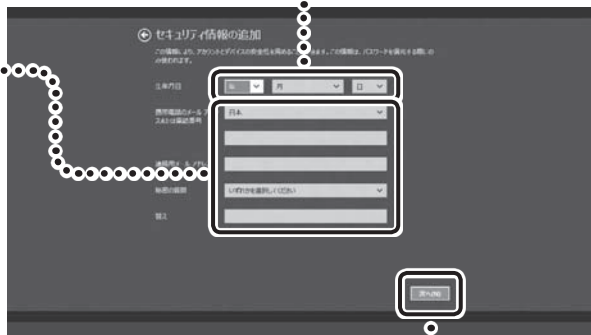 セキュリティ情報の追加
この情報により、アカウントとデバイスの安全性を高めることができます。この情報は、パスワードを復元する際にの
み使われます。
生年月日 年 月 日
携帯電話のメール アドレ
スまたは電話番号 日本
連絡用メール アドレス
秘密の質問 いずれかを選択してください
答え
次へ(N)